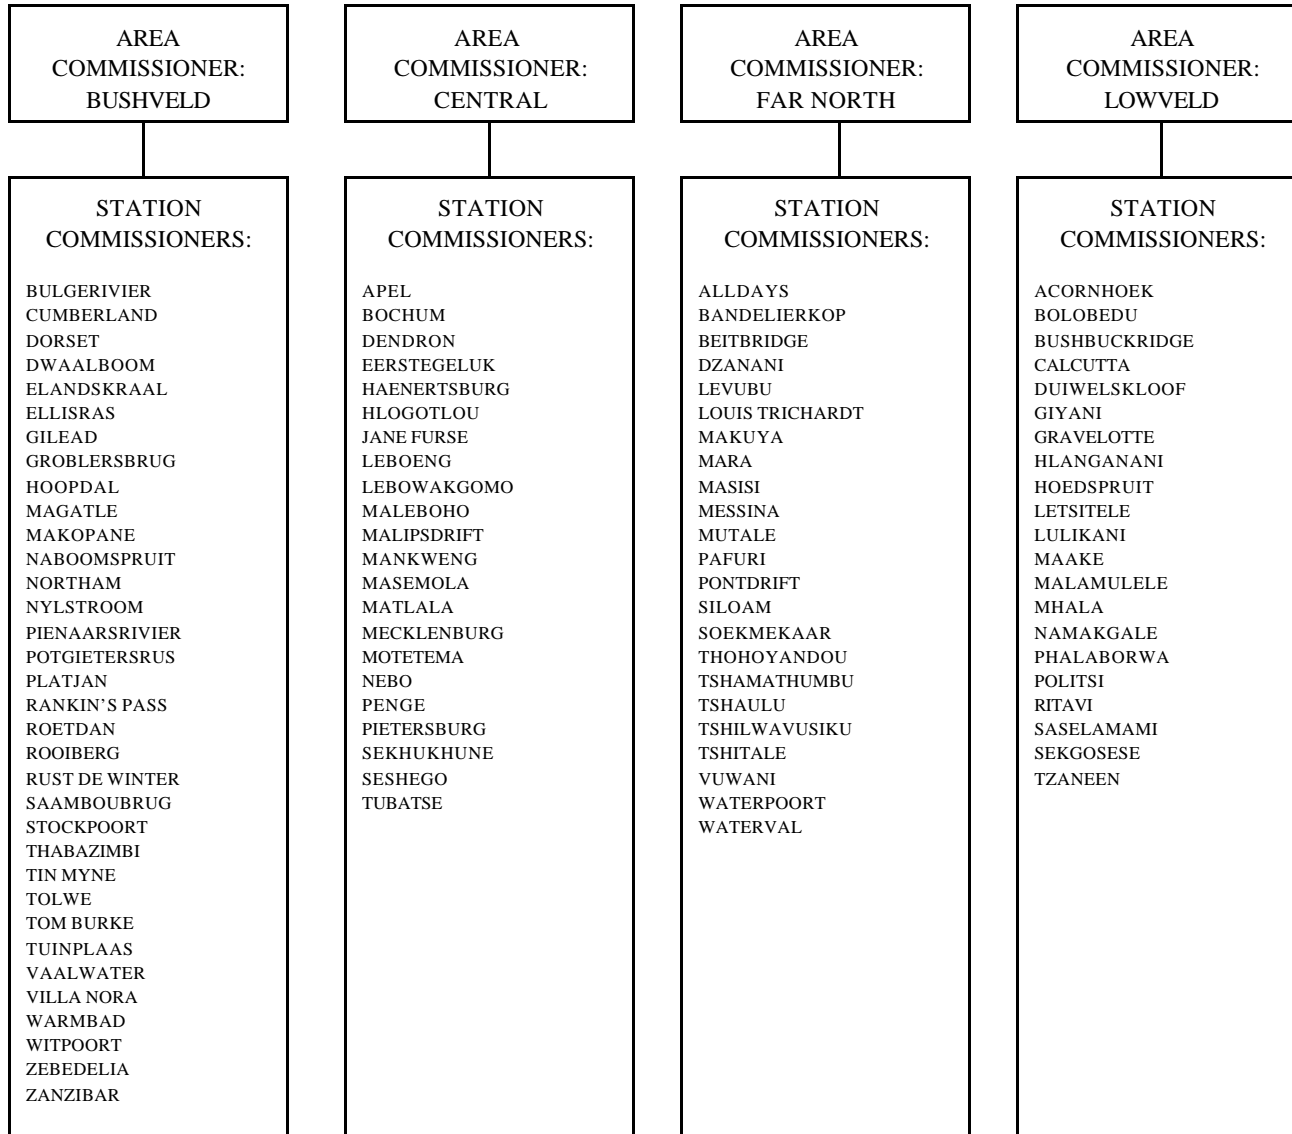 AREA
COMMISSIONER:
BUSHVELD
STATION
COMMISSIONERS:
BULGERIVIER
CUMBERLAND
DORSET
DWAALBOOM
ELANDSKRAAL
ELLISRAS
GILEAD
GROBLERSBRUG
HOOPDAL
MAGATLE
MAKOPANE
NABOOMSPRUIT
NORTHAM
NYLSTROOM
PIENAARSRIVIER
POTGIETERSRUS
PLATJAN
RANKIN’S PASS
ROETDAN
ROOIBERG
RUST DE WINTER
SAAMBOUBRUG
STOCKPOORT
THABAZIMBI
TIN MYNE
TOLWE
TOM BURKE
TUINPLAAS
VAALWATER
VILLA NORA
WARMBAD
WITPOORT
ZEBEDELIA
ZANZIBAR
AREA
COMMISSIONER:
CENTRAL
STATION
COMMISSIONERS:
APEL
BOCHUM
DENDRON
EERSTEGELUK
HAENERTSBURG
HLOGOTLOU
JANE FURSE
LEBOENG
LEBOWAKGOMO
MALEBOHO
MALIPSDRIFT
MANKWENG
MASEMOLA
MATLALA
MECKLENBURG
MOTETEMA
NEBO
PENGE
PIETERSBURG
SEKHUKHUNE
SESHEGO
TUBATSE
AREA
COMMISSIONER:
FAR NORTH
STATION
COMMISSIONERS:
ALLDAYS
BANDELIERKOP
BEITBRIDGE
DZANANI
LEVUBU
LOUIS TRICHARDT
MAKUYA
MARA
MASISI
MESSINA
MUTALE
PAFURI
PONTDRIFT
SILOAM
SOEKMEKAAR
THOHOYANDOU
TSHAMATHUMBU
TSHAULU
TSHILWAVUSIKU
TSHITALE
VUWANI
WATERPOORT
WATERVAL
AREA
COMMISSIONER:
LOWVELD
STATION
COMMISSIONERS:
ACORNHOEK
BOLOBEDU
BUSHBUCKRIDGE
CALCUTTA
DUIWELSKLOOF
GIYANI
GRAVELOTTE
HLANGANANI
HOEDSPRUIT
LETSITELE
LULIKANI
MAAKE
MALAMULELE
MHALA
NAMAKGALE
PHALABORWA
POLITSI
RITAVI
SASELAMAMI
SEKGOSESE
TZANEEN